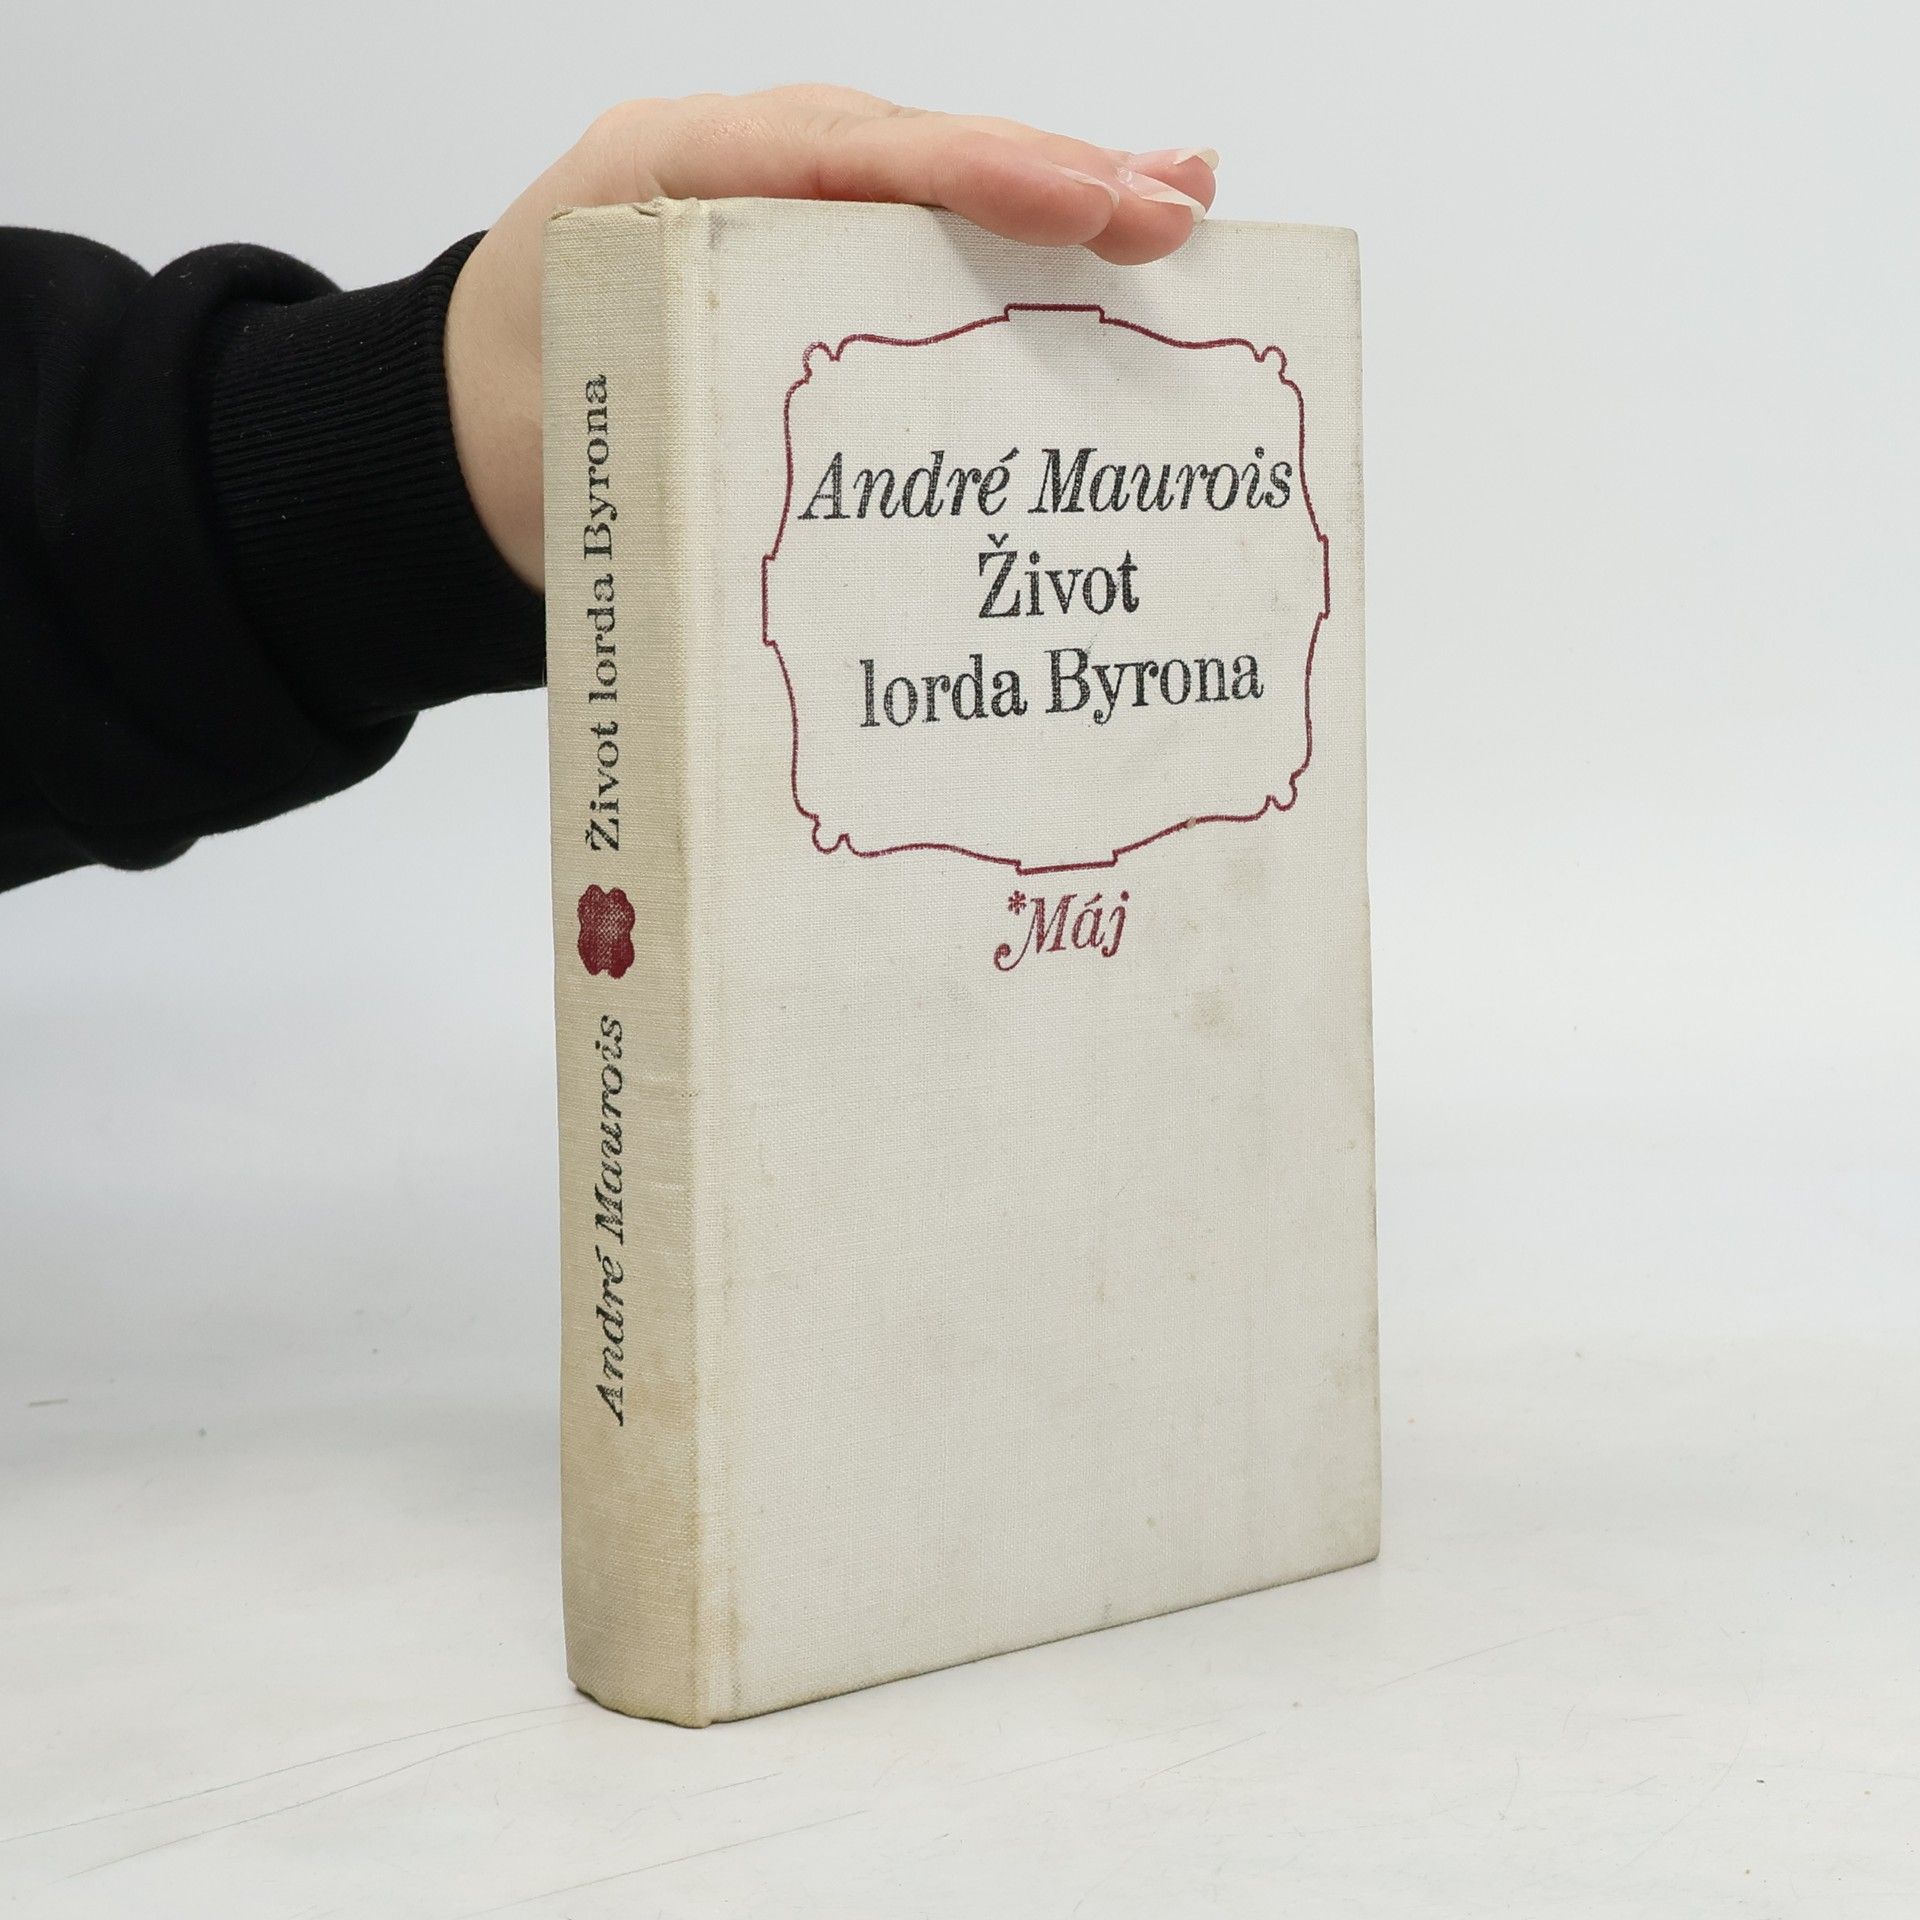 André Maurois
Život
lorda Byrona
*Máj
André Maurois Život lorda Byrona